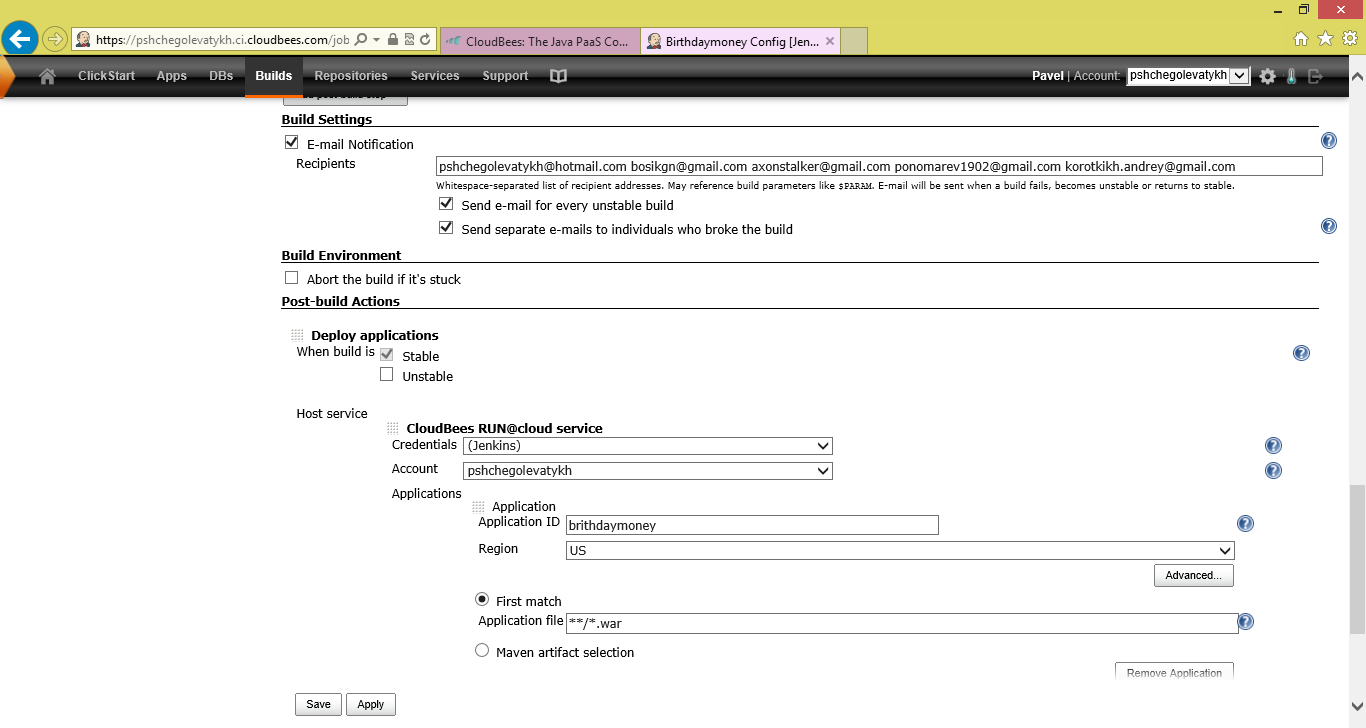 https://pshchegolevatykh.ci.cloudbees.com/job
CloudBees: The Java PaaS Co...
Birthdaymoney Config [Jen...
ClickStart Apps DBs Builds Repositories Services Support
Pavel | Account: pshchegolevatykh
Build Settings
E-mail Notification
Recipients
pshchegolevatykh@hotmail.com bosikgn@gmail.com axonstalker@gmail.com ponomarev1902@gmail.com korotkikh.andrey@gmail.com
Whitespace-separated list of recipient addresses. May reference build parameters like $PARAM. E-mail will be sent when a build fails, becomes unstable or returns to stable.
Send e-mail for every unstable build
Send separate e-mails to individuals who broke the build
Build Environment
Abort the build if it's stuck
Post-build Actions
Deploy applications
When build is Stable
Unstable
Host service
CloudBees RUN@cloud service
Credentials (Jenkins)
Account pshchegolevatykh
Applications
Application
Application ID brithdaymoney
Region US
Advanced...
First match
Application file **/*.war
Maven artifact selection
Remove Application
Save Apply